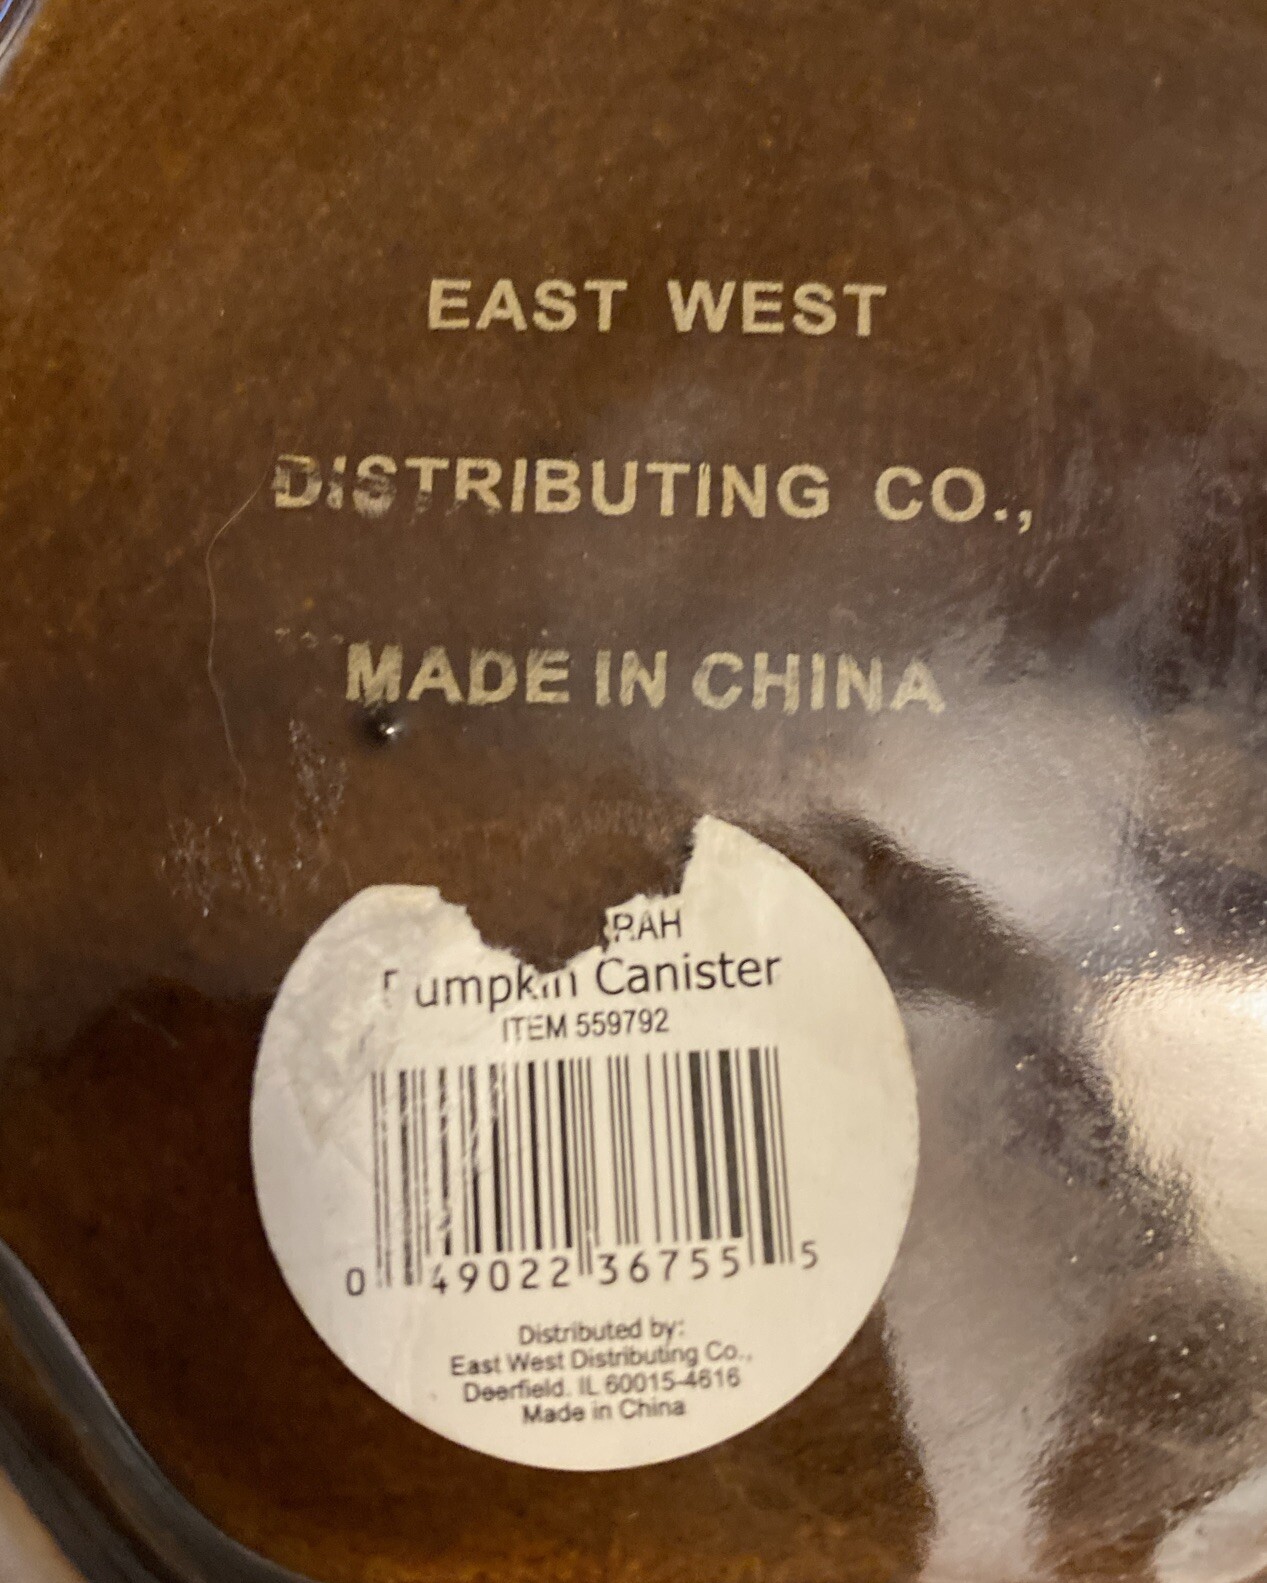 EAST WEST
DISTRIBUTING CO.,
MADE IN CHINA
RAH
Pumpkin Canister
ITEM 559792
0 49022 36755 5
Distributed by:
East West Distributing Co.,
Deerfield, IL 60015-4616
Made in China